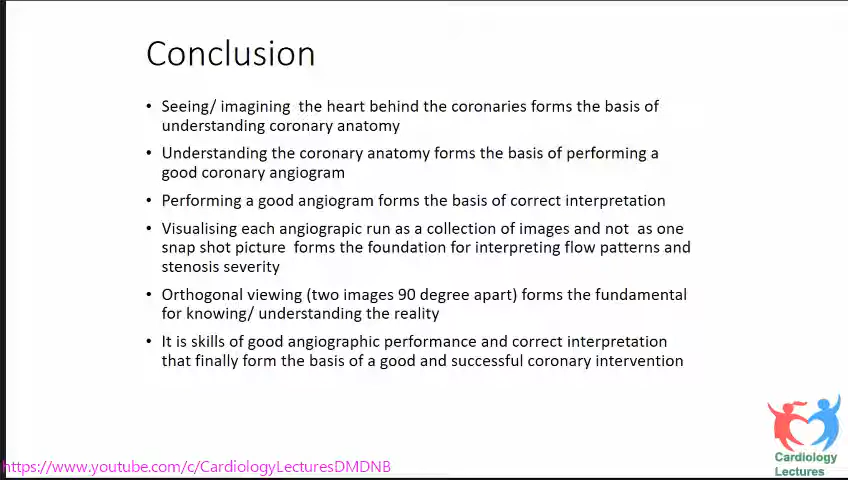 Conclusion
• Seeing/ imagining  the heart behind the coronaries forms the basis of
understanding coronary anatomy
• Understanding the coronary anatomy forms the basis of performing a
good coronary angiogram
• Performing a good angiogram forms the basis of correct interpretation
• Visualising each angiograpic run as a collection of images and not  as one
snap shot picture  forms the foundation for interpreting flow patterns and
stenosis severity
• Orthogonal viewing (two images 90 degree apart) forms the fundamental
for knowing/ understanding the reality
• It is skills of good angiographic performance and correct interpretation
that finally form the basis of a good and successful coronary intervention
https://www.youtube.com/c/CardiologyLecturesDMDNB
Cardiology
Lectures